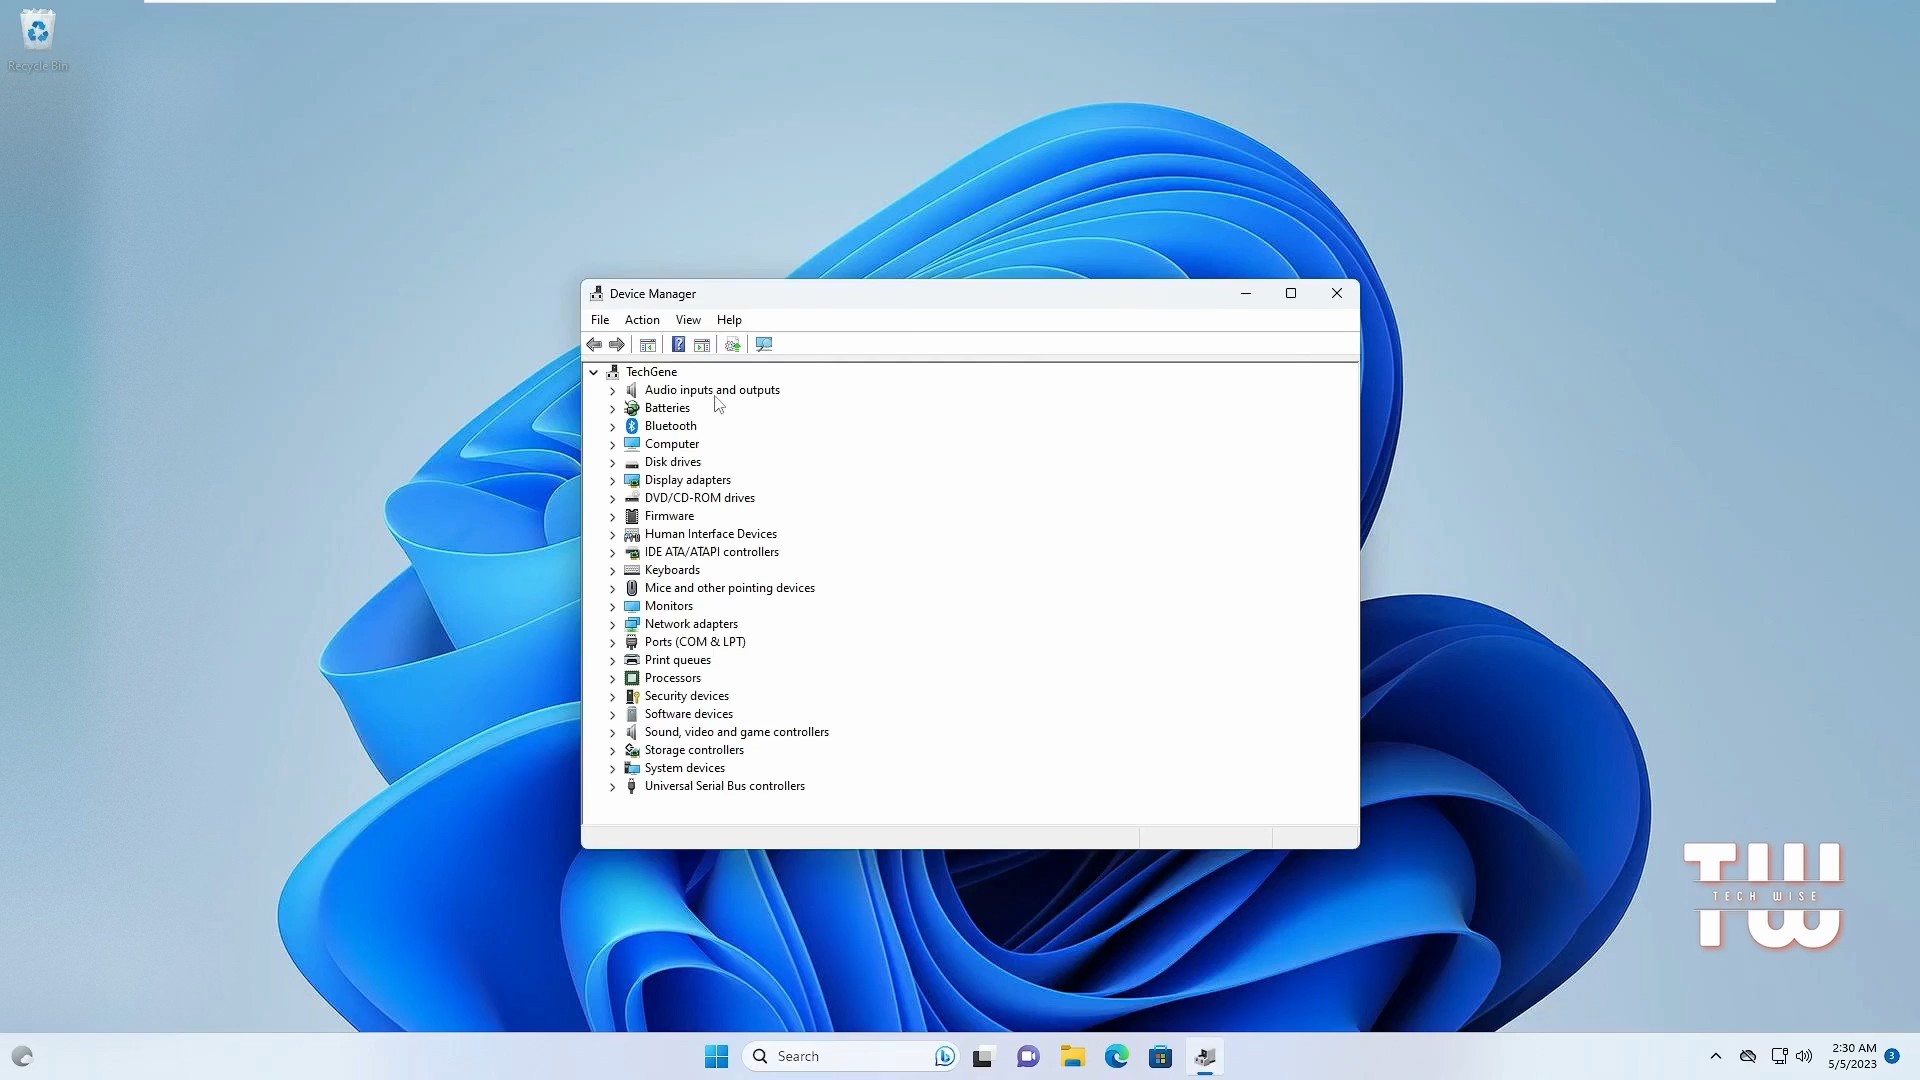 Recycle Bin
Device Manager
File Action View Help
TechGene
Audio inputs and outputs
Batteries
Bluetooth
Computer
Disk drives
Display adapters
DVD/CD-ROM drives
Firmware
Human Interface Devices
IDE ATA/ATAPI controllers
Keyboards
Mice and other pointing devices
Monitors
Network adapters
Ports (COM & LPT)
Print queues
Processors
Security devices
Software devices
Sound, video and game controllers
Storage controllers
System devices
Universal Serial Bus controllers
TW
TECH WISE
Search
2:30 AM
5/5/2023
3